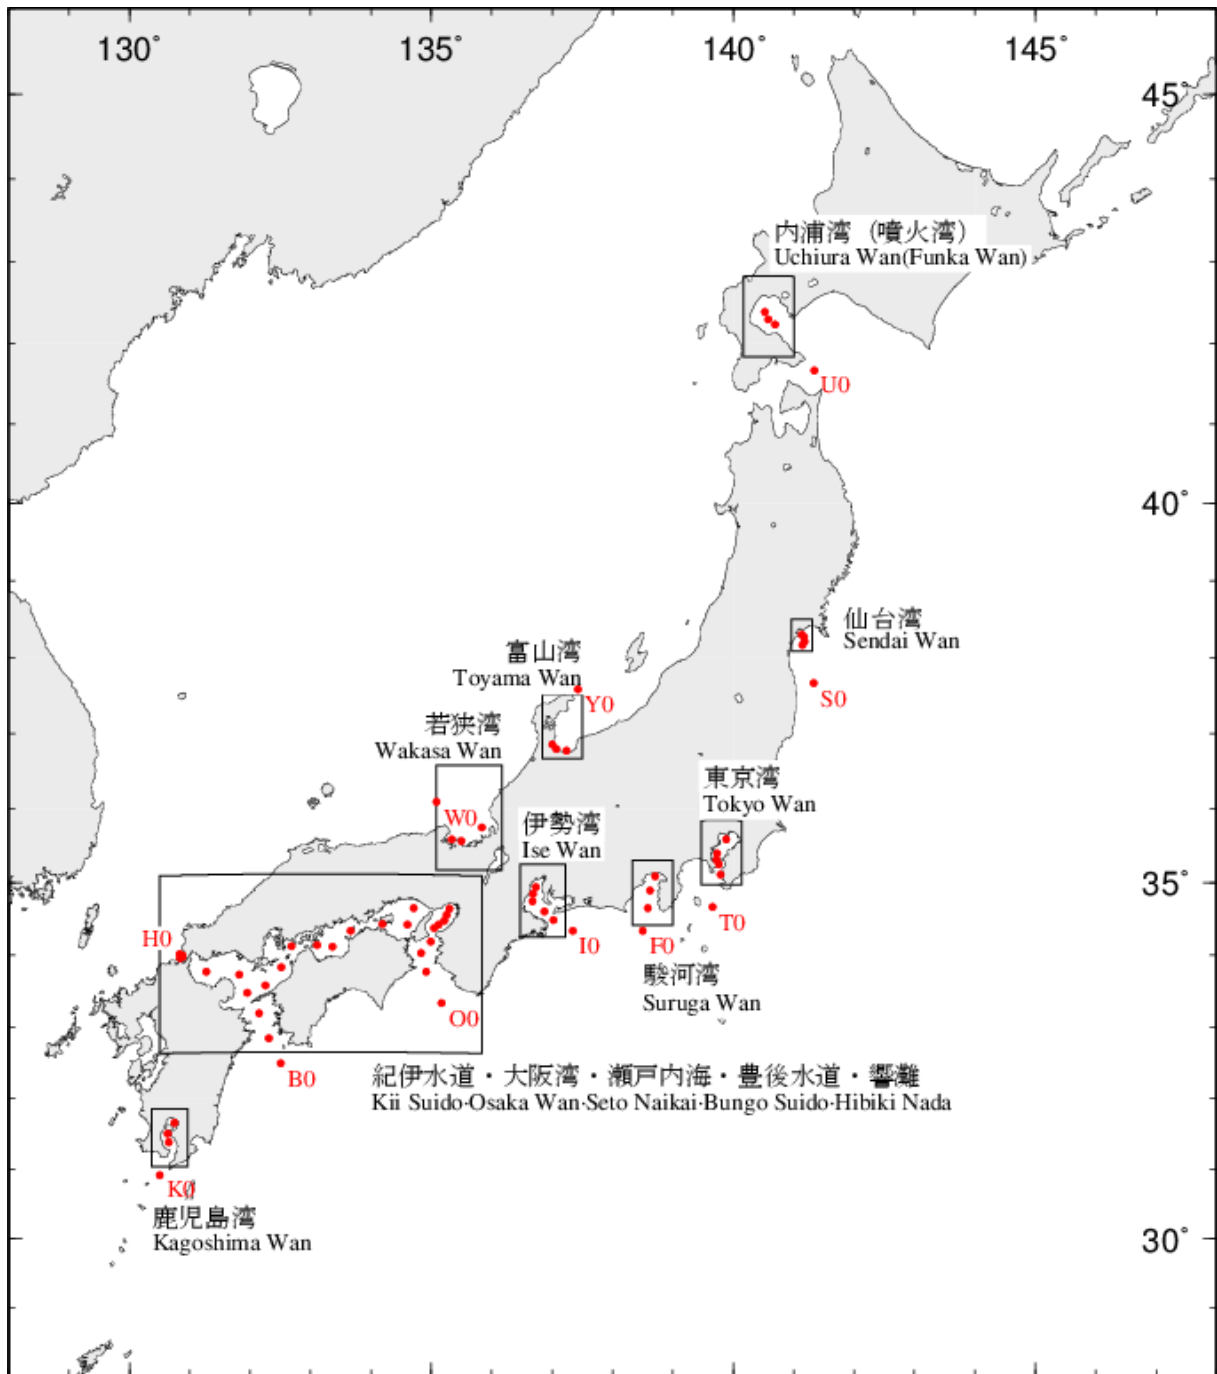 130° 135° 140° 145°
45°
内浦湾（噴火湾）
Uchiura Wan(Funka Wan)
U0
40°
仙台湾
Sendai Wan
S0
富山湾
Toyama Wan
Y0
若狭湾
Wakasa Wan
W0
東京湾
Tokyo Wan
伊勢湾
Ise Wan
35°
T0
H0
I0
F0
駿河湾
Suruga Wan
O0
B0
紀伊水道・大阪湾・瀬戸内海・豊後水道・響灘
Kii Suido·Osaka Wan·Seto Naikai·Bungo Suido·Hibiki Nada
K0
鹿児島湾
Kagoshima Wan
30°